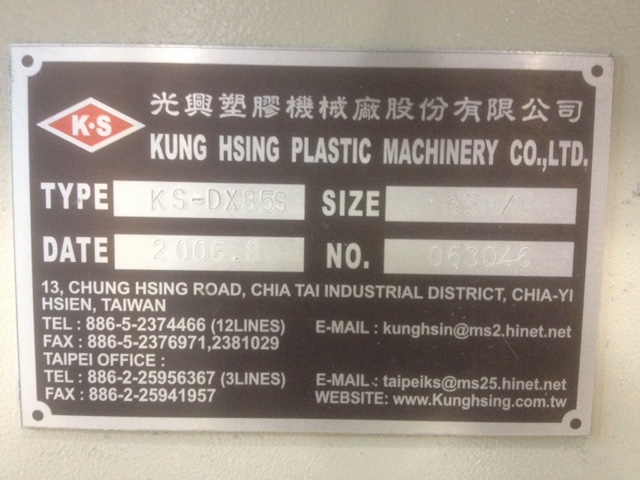 K·S
光興塑膠機械廠股份有限公司
KUNG HSING PLASTIC MACHINERY CO.,LTD.
TYPE KS-DX85S SIZE 85
DATE 2006.8 NO. 063046
13, CHUNG HSING ROAD, CHIA TAI INDUSTRIAL DISTRICT, CHIA-YI
HSIEN, TAIWAN
TEL : 886-5-2374466 (12LINES) E-MAIL : kunghsin@ms2.hinet.net
FAX : 886-5-2376971,2381029
TAIPEI OFFICE :
TEL : 886-2-25956367 (3LINES) E-MAIL : taipeiks@ms25.hinet.net
FAX : 886-2-25941957 WEBSITE: www.Kunghsing.com.tw